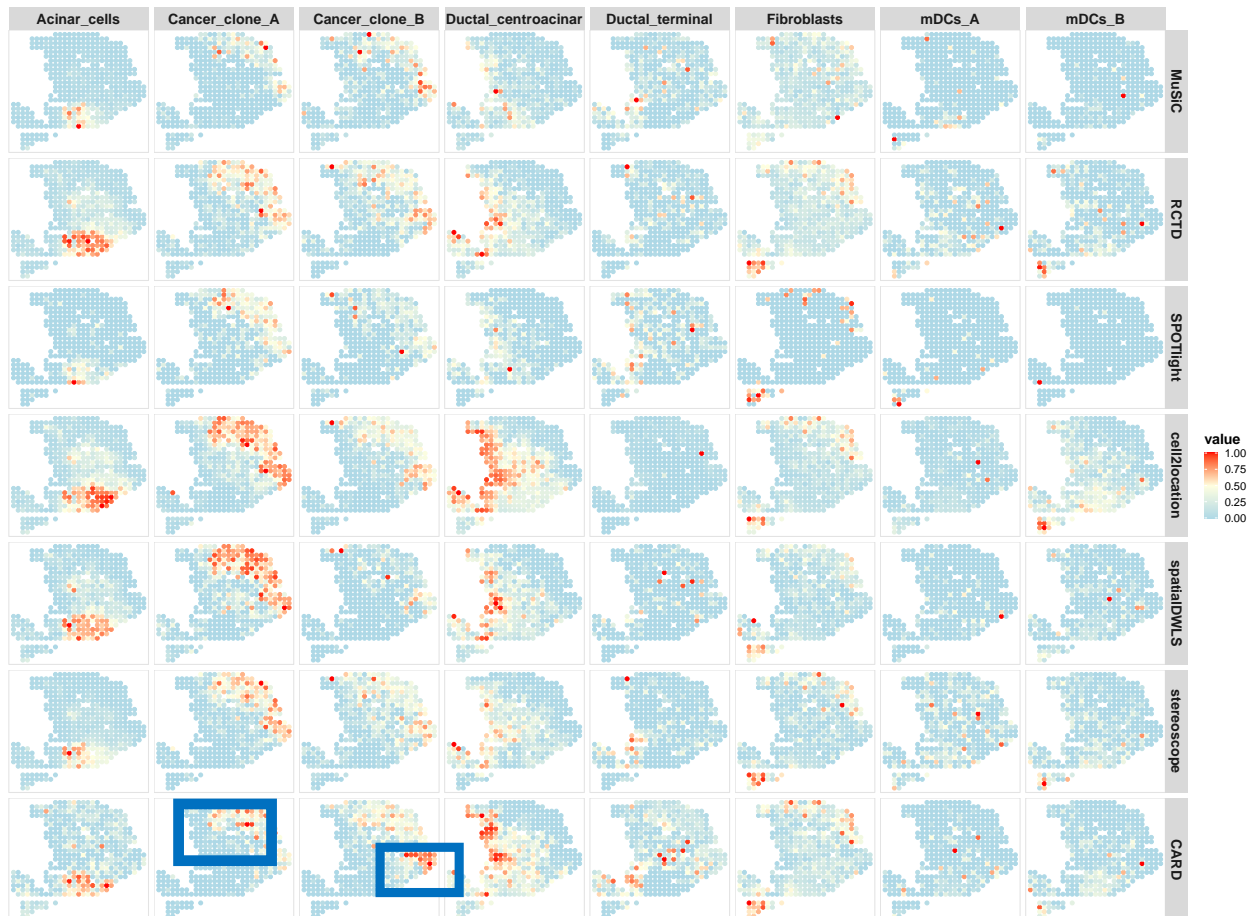 Acinar_cells Cancer_clone_A Cancer_clone_B Ductal_centroacinar Ductal_terminal Fibroblasts mDCs_A mDCs_B
MuSiC
RCTD
SPOTlight
cell2location
spatialDWLS
stereoscope
CARD
value
1.00
0.75
0.50
0.25
0.00